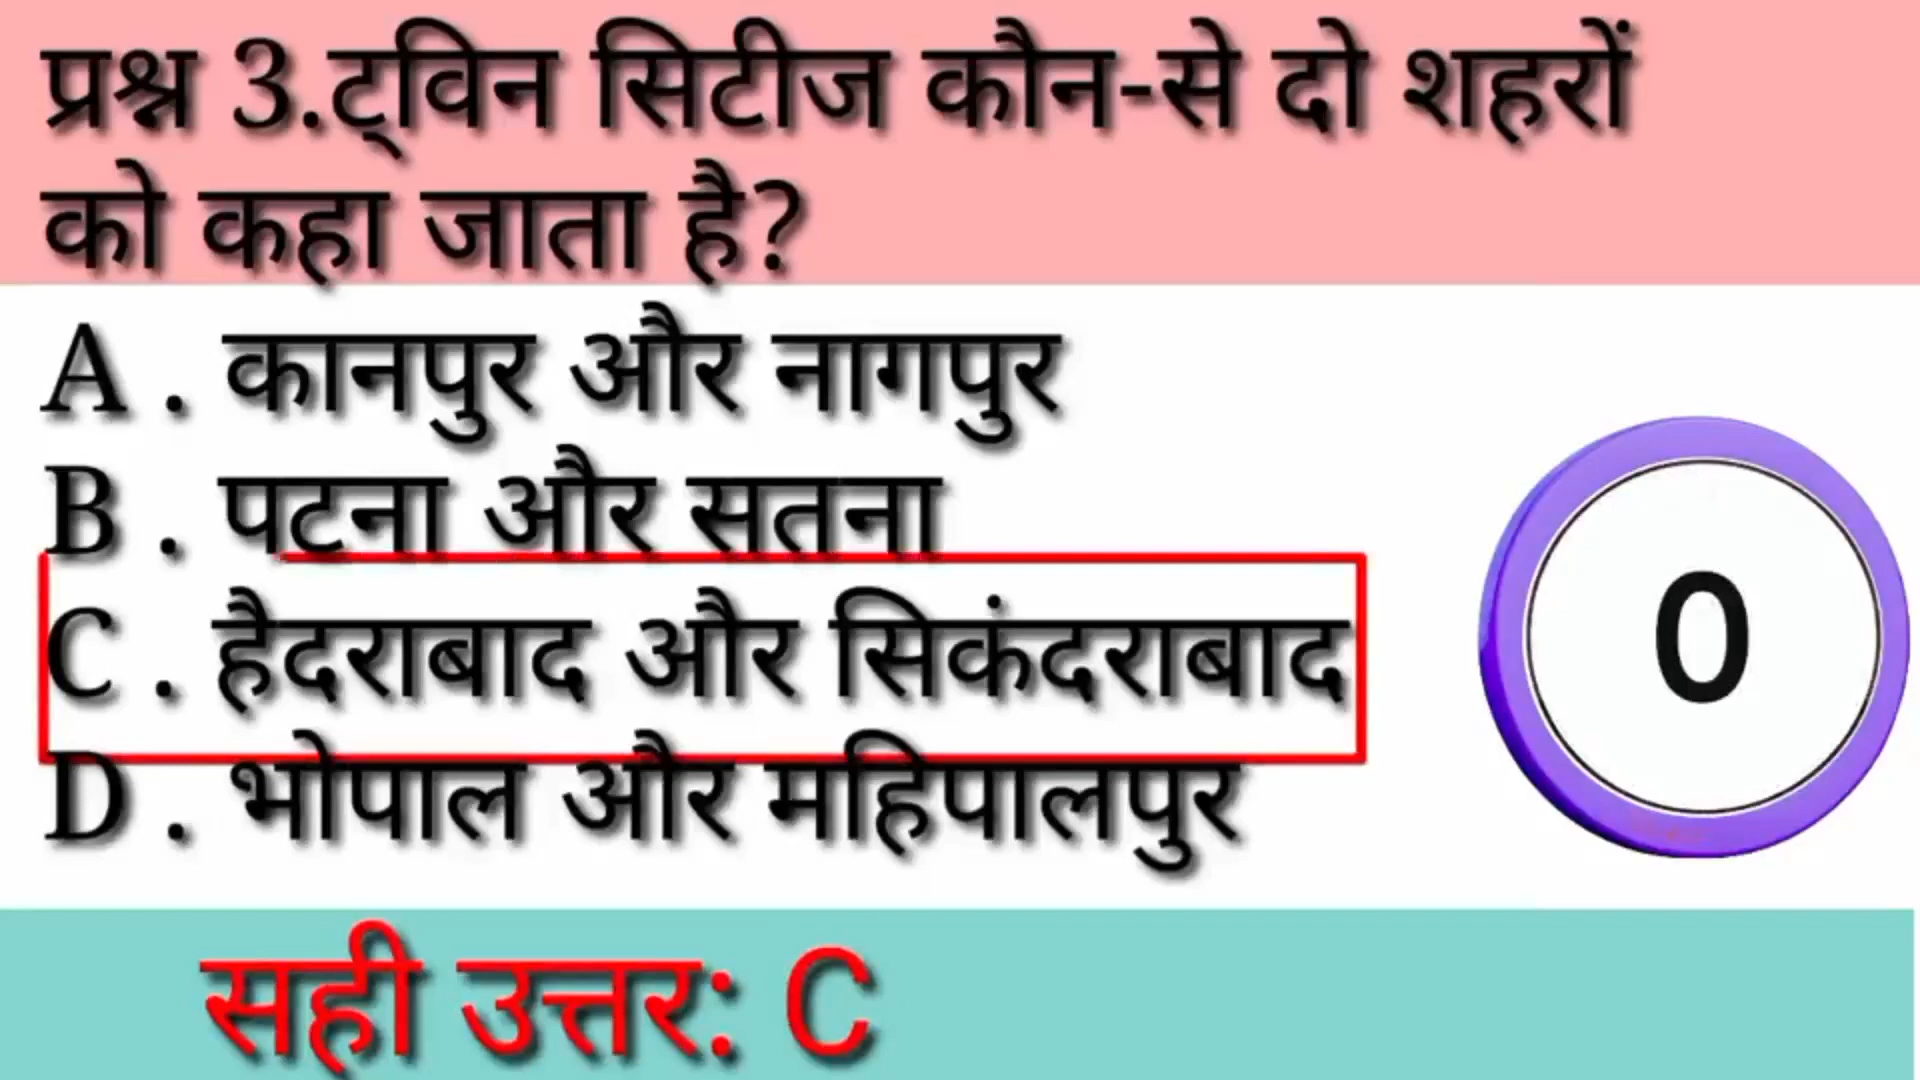 प्रश्न 3.ट्विन सिटीज कौन-से दो शहरों
को कहा जाता है?
A . कानपुर और नागपुर
B . पटना और सतना
C . हैदराबाद और सिकंदराबाद
D . भोपाल और महिपालपुर
0
सही उत्तर: C